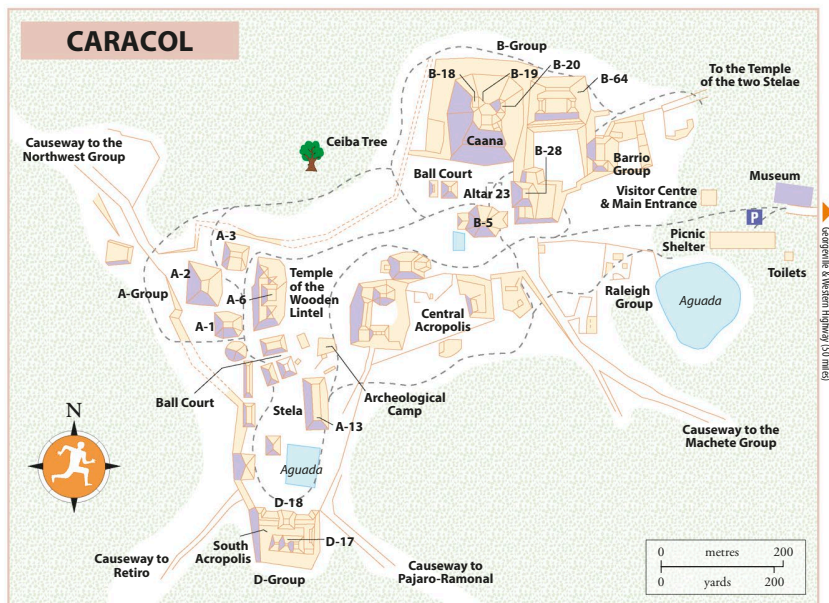 CARACOL
B-Group
B-18
B-19
B-20
B-64
To the Temple
of the two Stelae
Causeway to the
Northwest Group
Ceiba Tree
Caana
Ball Court
B-28
Barrio
Group
Museum
Altar 23
Visitor Centre
& Main Entrance
P
B-5
Picnic
Shelter
Toilets
Georgeville & Western Highway (50 miles)
A-3
A-2
A-Group
A-6
Temple
of the
Wooden
Lintel
A-1
Central
Acropolis
Raleigh
Group
Aguada
Ball Court
Archeological
Camp
Stela
A-13
N
Causeway to the
Machete Group
Aguada
D-18
South
Acropolis
D-17
Causeway to
Retiro
D-Group
Causeway to
Pajaro-Ramonal
0 metres 200
0 yards 200